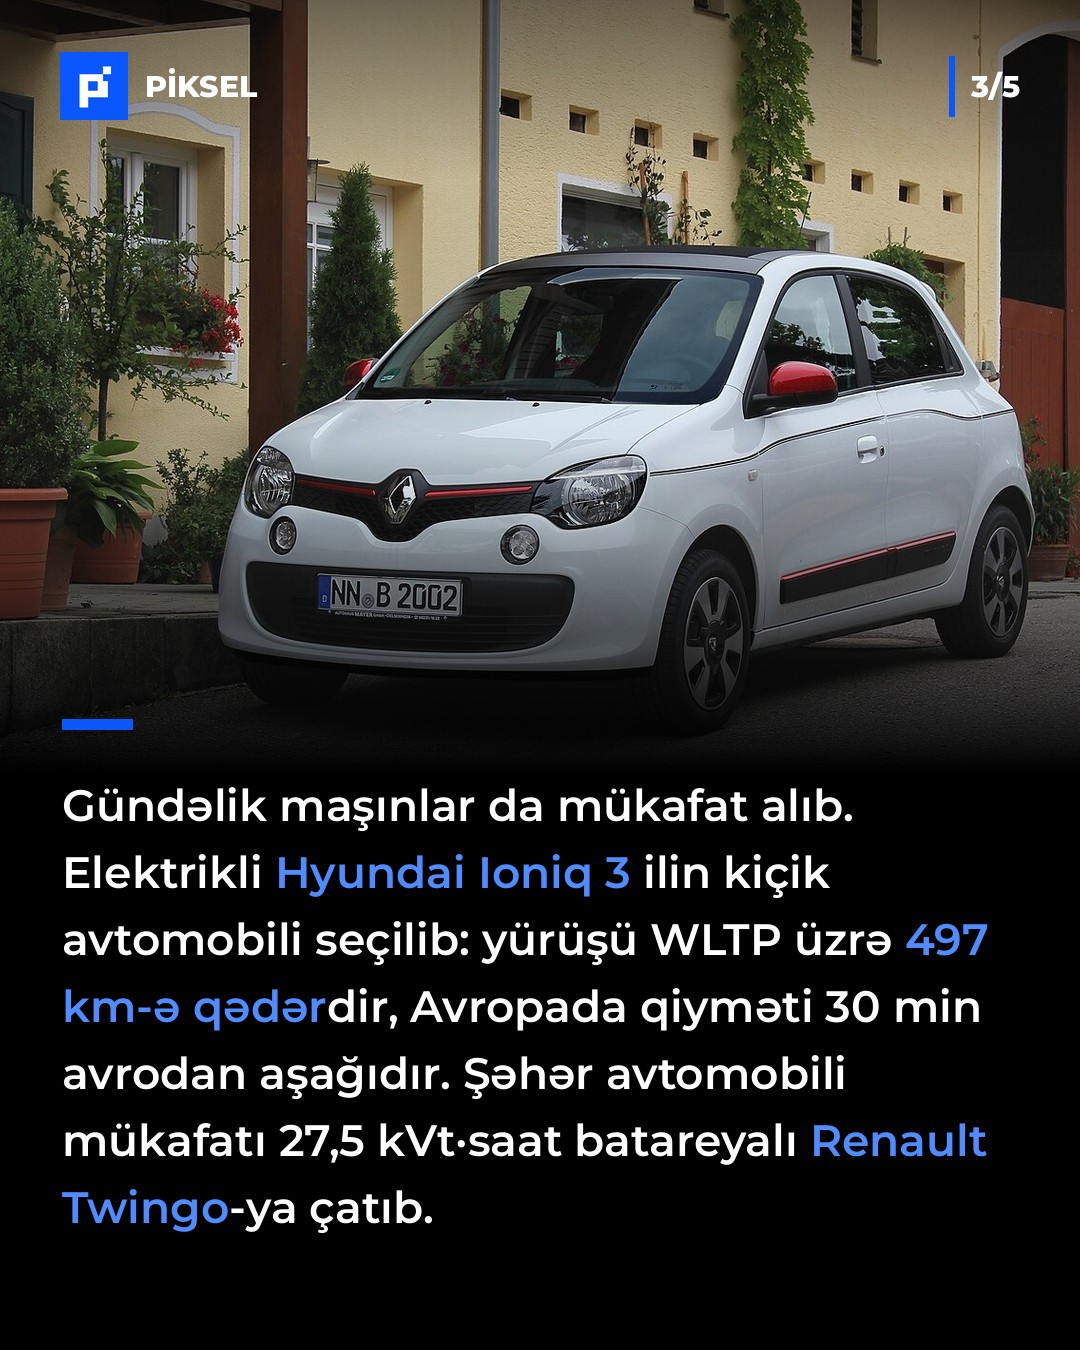 PİKSEL
3/5
NN B 2002
Gündəlik maşınlar da mükafat alıb.
Elektrikli Hyundai Ioniq 3 ilin kiçik
avtomobili seçilib: yürüşü WLTP üzrə 497
km-ə qədərdir, Avropada qiyməti 30 min
avrodan aşağıdır. Şəhər avtomobili
mükafatı 27,5 kVt·saat batareyalı Renault
Twingo-ya çatıb.